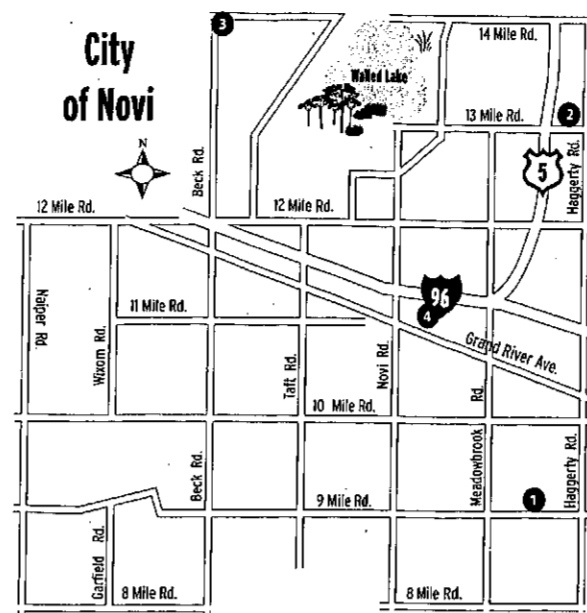 City
of Novi
N
3
14 Mile Rd.
Walled Lake
13 Mile Rd.
2
Beck Rd.
5
Haggerty Rd.
12 Mile Rd.
12 Mile Rd.
Naiper Rd.
11 Mile Rd.
96
4
Grand River Ave.
Wixom Rd.
Taft Rd.
Novi Rd.
10 Mile Rd.
Beck Rd.
Meadowbrook Rd.
Haggerty Rd.
9 Mile Rd.
1
Garfield Rd.
8 Mile Rd.
8 Mile Rd.